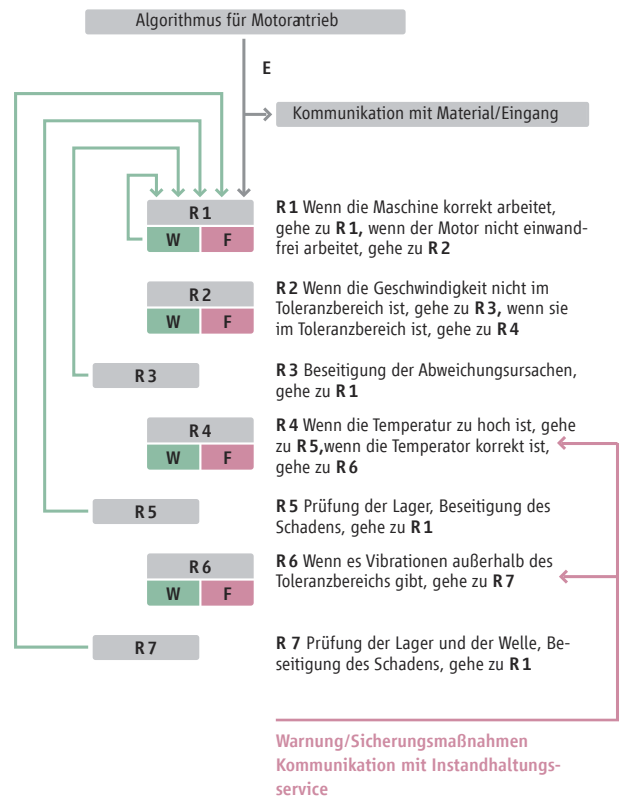 Algorithmus für Motorantrieb
E
Kommunikation mit Material/Eingang
R 1
W F
R 1 Wenn die Maschine korrekt arbeitet,
gehe zu R 1, wenn der Motor nicht einwand-
frei arbeitet, gehe zu R 2
R 2
W F
R 2 Wenn die Geschwindigkeit nicht im
Toleranzbereich ist, gehe zu R 3, wenn sie
im Toleranzbereich ist, gehe zu R 4
R 3
R 3 Beseitigung der Abweichungsursachen,
gehe zu R 1
R 4
W F
R 4 Wenn die Temperatur zu hoch ist, gehe
zu R 5,wenn die Temperator korrekt ist,
gehe zu R 6
R 5
R 5 Prüfung der Lager, Beseitigung des
Schadens, gehe zu R 1
R 6
W F
R 6 Wenn es Vibrationen außerhalb des
Toleranzbereichs gibt, gehe zu R 7
R 7
R 7 Prüfung der Lager und der Welle, Be-
seitigung des Schadens, gehe zu R 1
Warnung/Sicherungsmaßnahmen
Kommunikation mit Instandhaltungs-
service